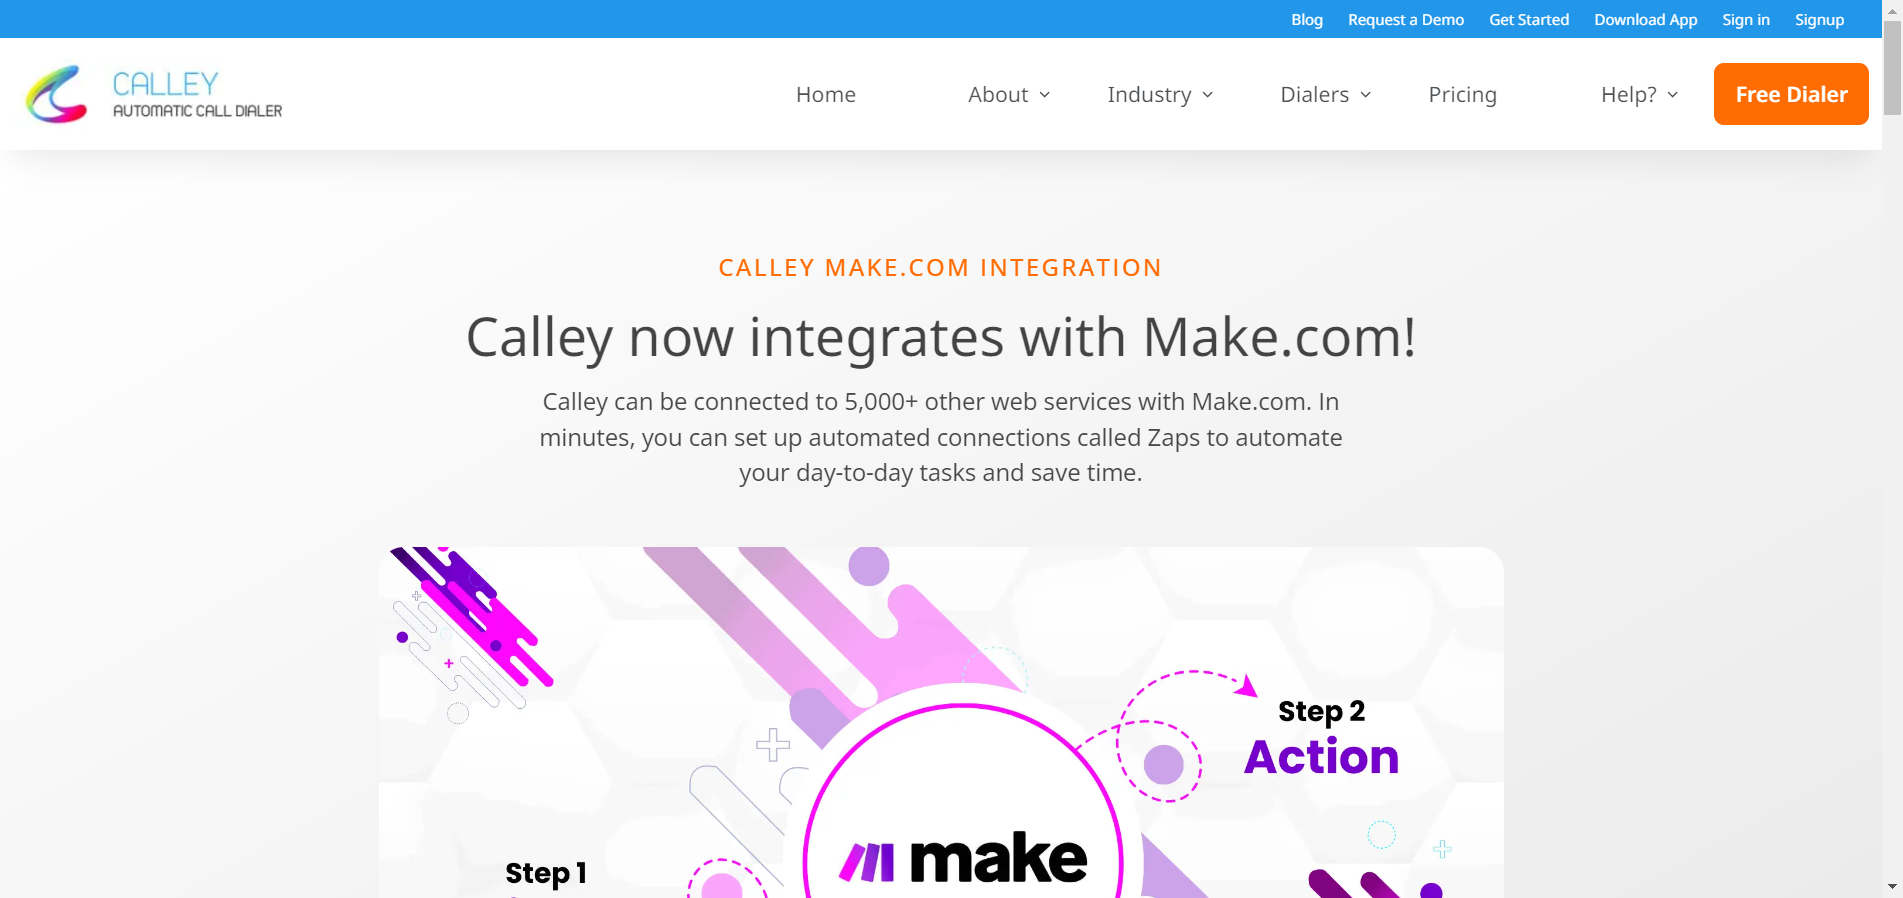 Blog Request a Demo Get Started Download App Sign in Signup
CALLEY
AUTOMATIC CALL DIALER
Home About Industry Dialers Pricing Help? Free Dialer
CALLEY MAKE.COM INTEGRATION
Calley now integrates with Make.com!
Calley can be connected to 5,000+ other web services with Make.com. In
minutes, you can set up automated connections called Zaps to automate
your day-to-day tasks and save time.
Step 2
Action
make
Step 1